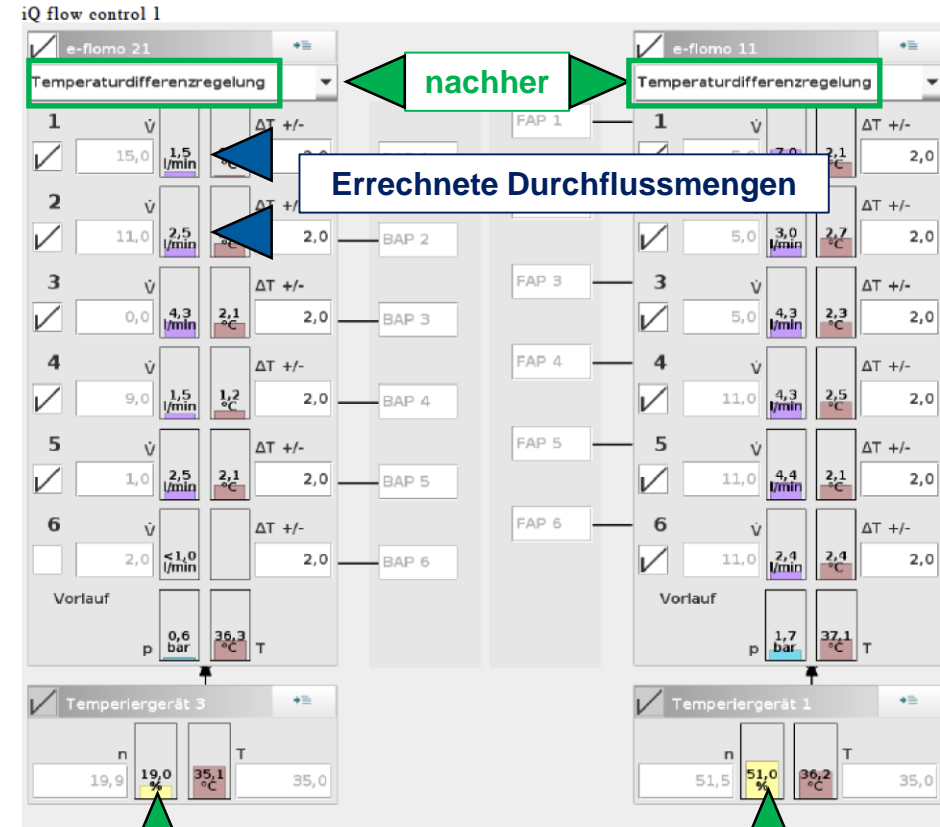 iQ flow control 1
e-flomo 21
Temperaturdifferenzregelung
1
V̇
ΔT +/-
15,0
1,5
l/min
2
V̇
11,0
2,5
l/min
°C
2,0
BAP 2
3
V̇
ΔT +/-
0,0
4,3
l/min
2,1
°C
2,0
BAP 3
4
V̇
ΔT +/-
9,0
1,5
l/min
1,2
°C
2,0
BAP 4
5
V̇
ΔT +/-
1,0
2,5
l/min
2,1
°C
2,0
BAP 5
6
V̇
ΔT +/-
2,0
<1,0
l/min
2,0
BAP 6
Vorlauf
p
0,6
bar
36,3
°C
T
Temperiergerät 3
n
19,9
19,0
%
35,1
°C
T
35,0
nachher
Errechnete Durchflussmengen
e-flomo 11
Temperaturdifferenzregelung
FAP 1
1
V̇
ΔT +/-
2,1
°C
2,0
ΔT +/-
5,0
3,0
l/min
2,7
°C
2,0
FAP 3
3
V̇
ΔT +/-
5,0
4,3
l/min
2,3
°C
2,0
FAP 4
4
V̇
ΔT +/-
11,0
4,3
l/min
2,5
°C
2,0
FAP 5
5
V̇
ΔT +/-
11,0
4,4
l/min
2,1
°C
2,0
FAP 6
6
V̇
ΔT +/-
11,0
2,4
l/min
2,4
°C
2,0
Vorlauf
p
1,7
bar
37,1
°C
T
Temperiergerät 1
n
51,5
51,0
%
36,2
°C
T
35,0